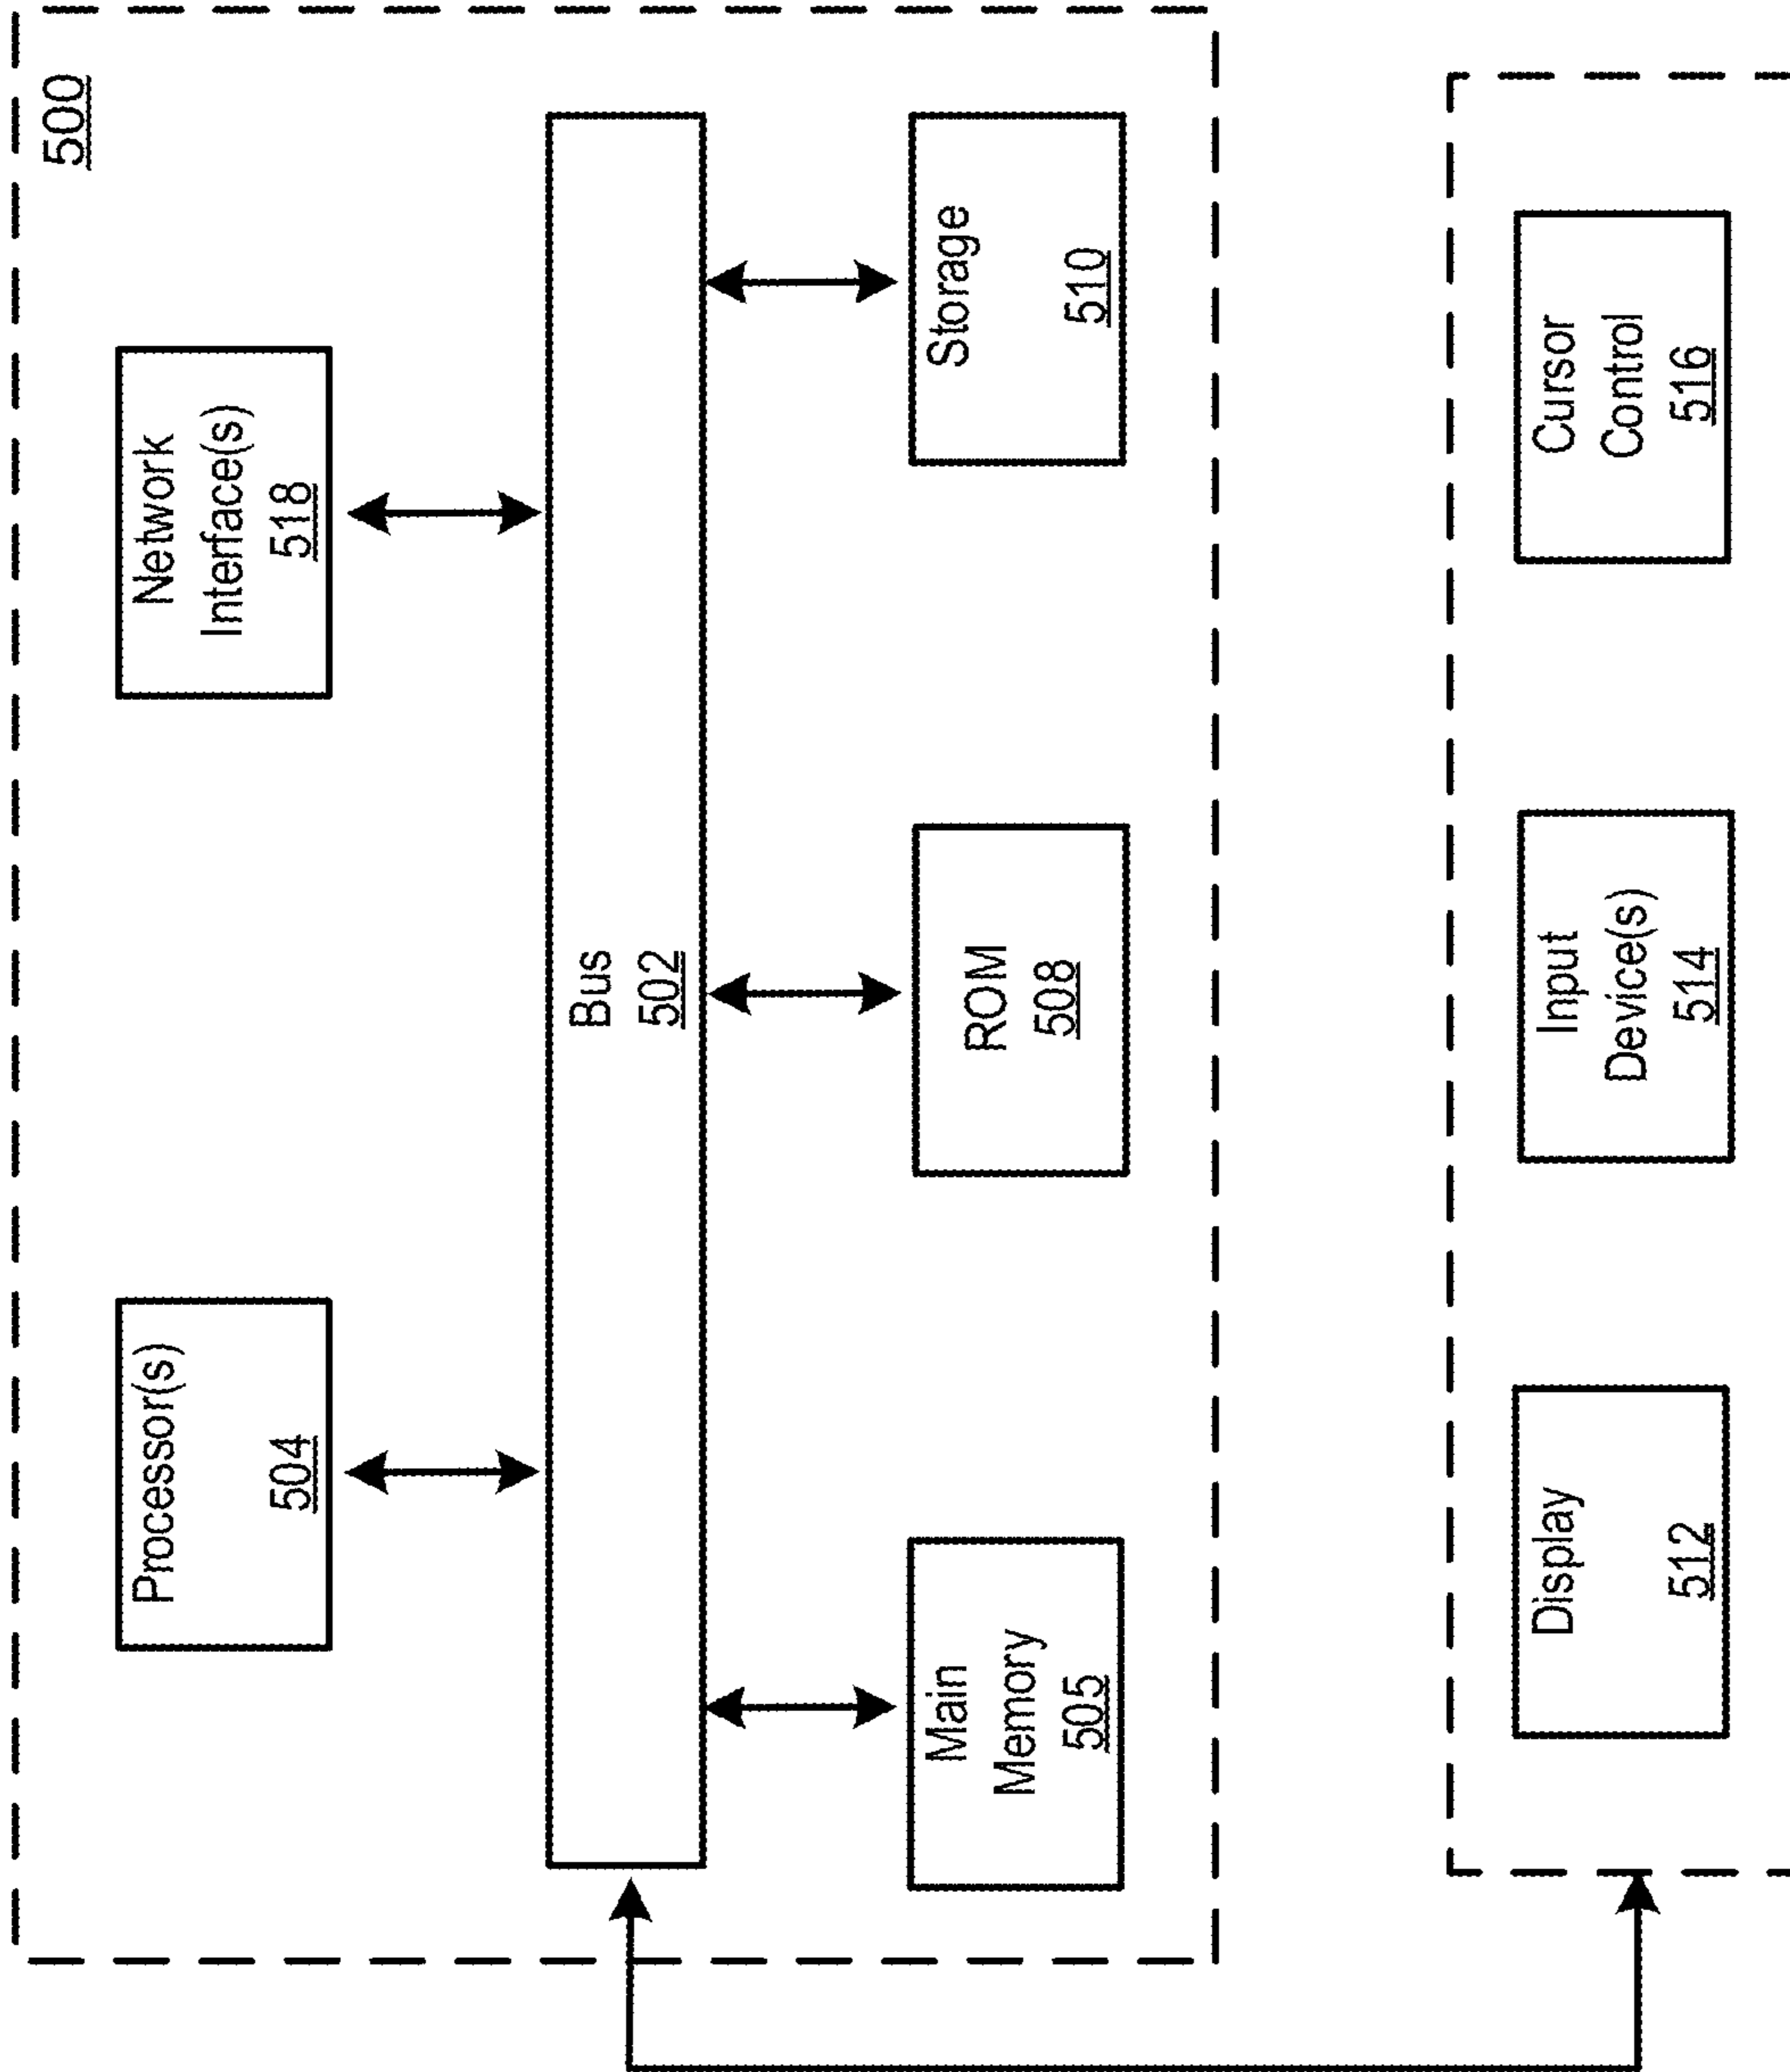 500
Processor(s)
504
Network
Interface(s)
518
Bus
502
Main
Memory
505
ROM
508
Storage
510
Display
512
Input
Device(s)
514
Cursor
Control
516